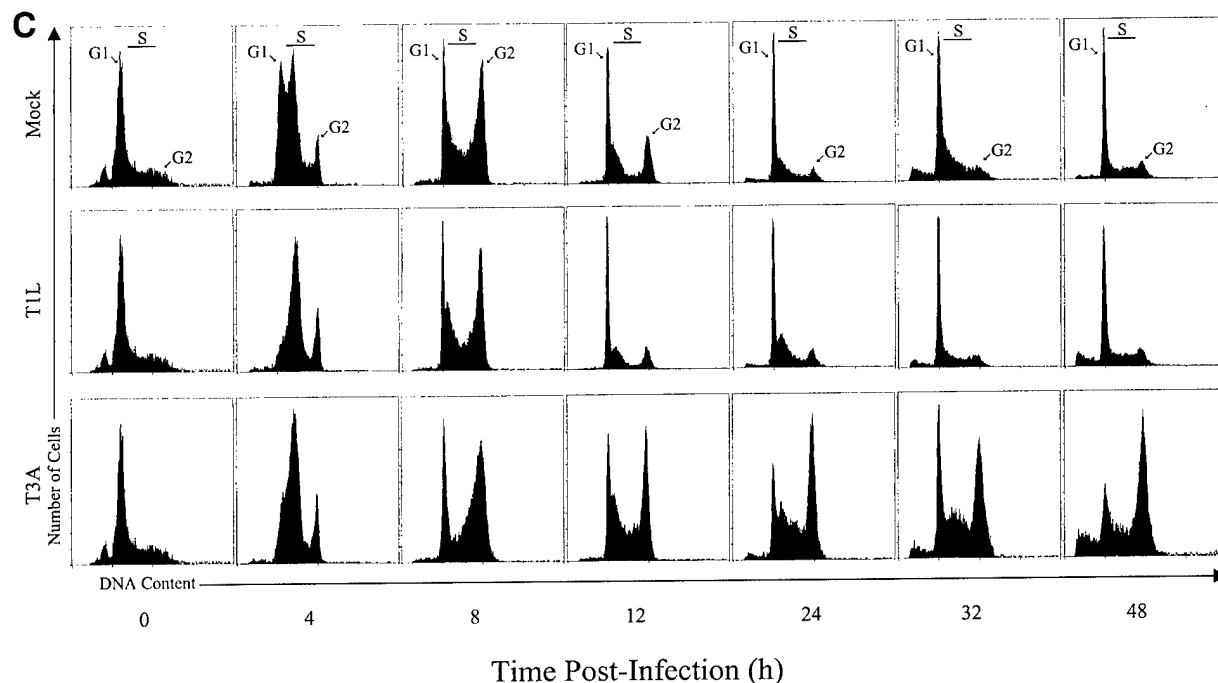 C
S S S S S S S
G1 G2 G1 G2 G1 G2 G1 G2 G1 G2 G1 G2 G1 G2
Mock
T1L
T3A
Number of Cells
DNA Content
0 4 8 12 24 32 48
Time Post-Infection (h)